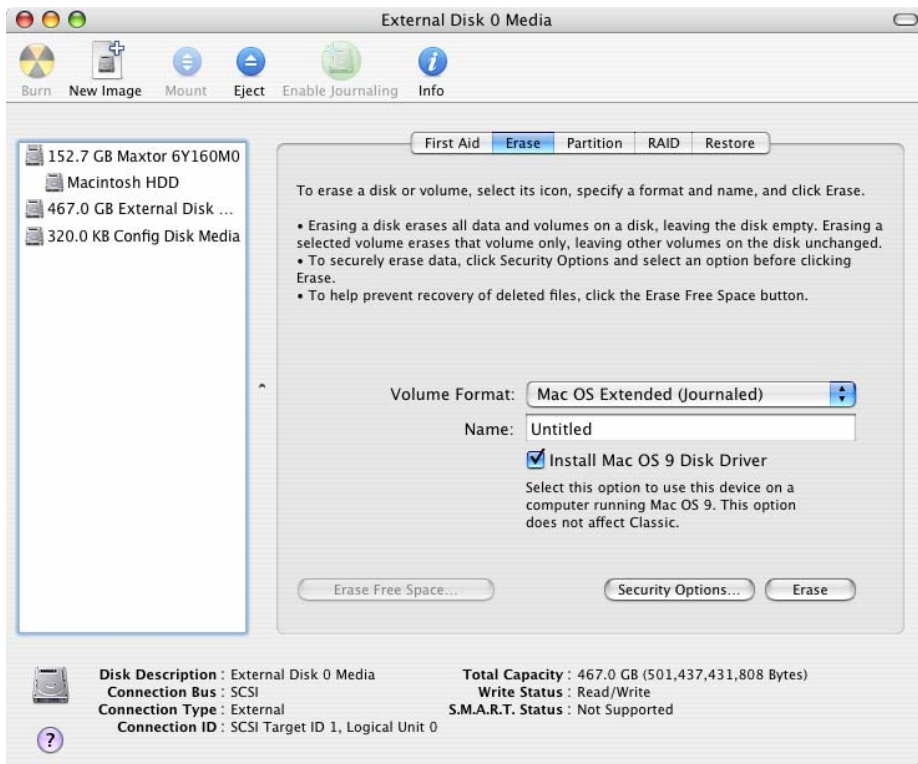 External Disk 0 Media
Burn New Image Mount Eject Enable Journaling Info
152.7 GB Maxtor 6Y160M0
Macintosh HDD
467.0 GB External Disk ...
320.0 KB Config Disk Media
First Aid Erase Partition RAID Restore
To erase a disk or volume, select its icon, specify a format and name, and click Erase.
• Erasing a disk erases all data and volumes on a disk, leaving the disk empty. Erasing a
selected volume erases that volume only, leaving other volumes on the disk unchanged.
• To securely erase data, click Security Options and select an option before clicking
Erase.
• To help prevent recovery of deleted files, click the Erase Free Space button.
Volume Format: Mac OS Extended (Journaled)
Name: Untitled
Install Mac OS 9 Disk Driver
Select this option to use this device on a
computer running Mac OS 9. This option
does not affect Classic.
Erase Free Space... Security Options... Erase
Disk Description : External Disk 0 Media Total Capacity : 467.0 GB (501,437,431,808 Bytes)
Connection Bus : SCSI Write Status : Read/Write
Connection Type : External S.M.A.R.T. Status : Not Supported
Connection ID : SCSI Target ID 1, Logical Unit 0
?